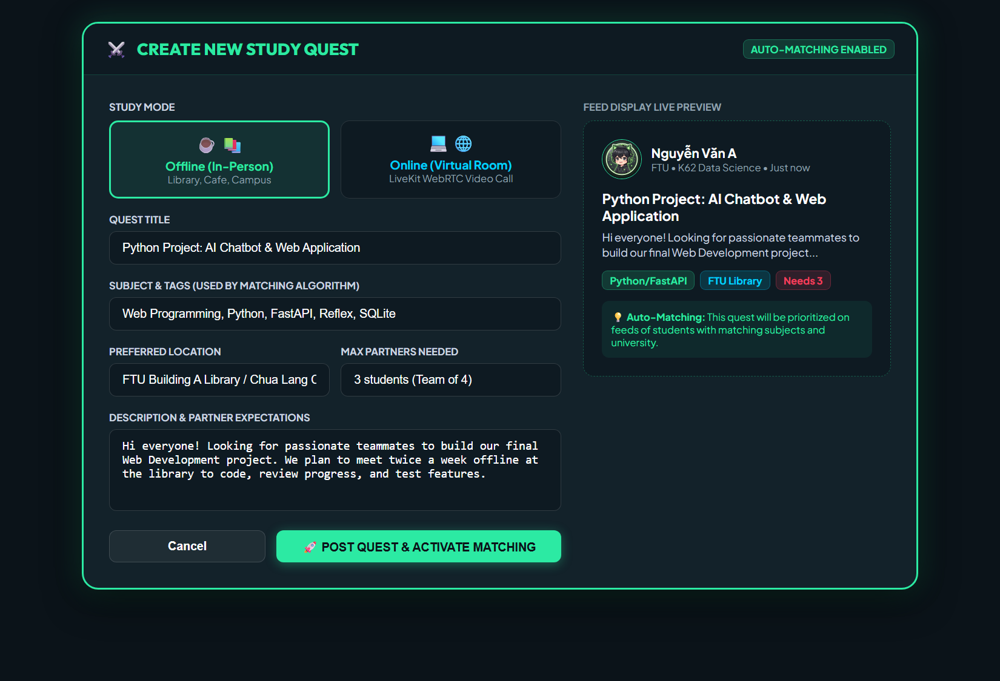 CREATE NEW STUDY QUEST
AUTO-MATCHING ENABLED
STUDY MODE
Offline (In-Person)
Library, Cafe, Campus
Online (Virtual Room)
LiveKit WebRTC Video Call
QUEST TITLE
Python Project: AI Chatbot & Web Application
SUBJECT & TAGS (USED BY MATCHING ALGORITHM)
Web Programming, Python, FastAPI, Reflex, SQLite
PREFERRED LOCATION
FTU Building A Library / Chua Lang C
MAX PARTNERS NEEDED
3 students (Team of 4)
DESCRIPTION & PARTNER EXPECTATIONS
Hi everyone! Looking for passionate teammates to build our final
Web Development project. We plan to meet twice a week offline at
the library to code, review progress, and test features.
Cancel
🚀 POST QUEST & ACTIVATE MATCHING
FEED DISPLAY LIVE PREVIEW
Nguyễn Văn A
FTU • K62 Data Science • Just now
Python Project: AI Chatbot & Web
Application
Hi everyone! Looking for passionate teammates to
build our final Web Development project...
Python/FastAPI
FTU Library
Needs 3
💡 Auto-Matching: This quest will be prioritized on
feeds of students with matching subjects and
university.